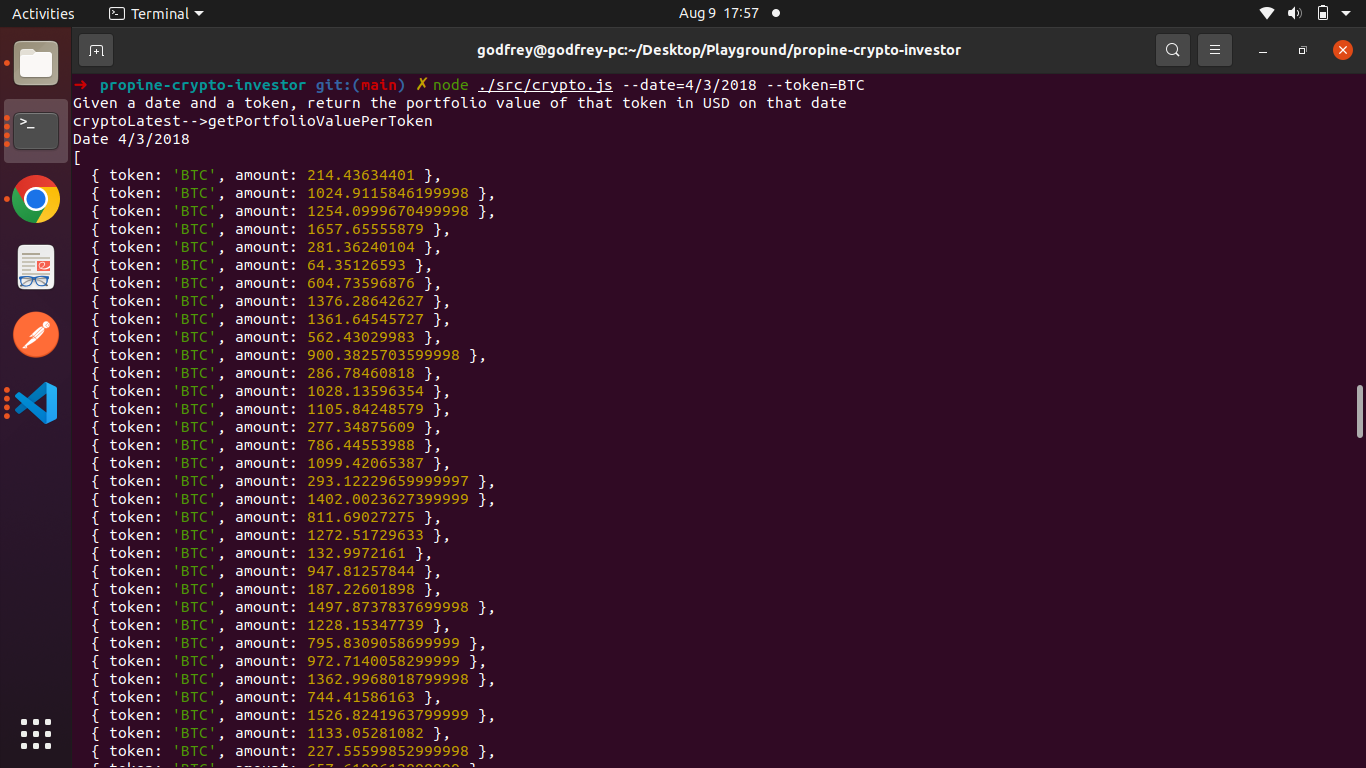 Activities Terminal Aug 9 17:57
godfrey@godfrey-pc:~/Desktop/Playground/propine-crypto-investor
➜ propine-crypto-investor git:(main) ✗ node ./src/crypto.js --date=4/3/2018 --token=BTC
Given a date and a token, return the portfolio value of that token in USD on that date
cryptoLatest-->getPortfolioValuePerToken
Date 4/3/2018
[
{ token: 'BTC', amount: 214.43634401 },
{ token: 'BTC', amount: 1024.9115846199998 },
{ token: 'BTC', amount: 1254.0999670499998 },
{ token: 'BTC', amount: 1657.65555879 },
{ token: 'BTC', amount: 281.36240104 },
{ token: 'BTC', amount: 64.35126593 },
{ token: 'BTC', amount: 604.73596876 },
{ token: 'BTC', amount: 1376.28642627 },
{ token: 'BTC', amount: 1361.64545727 },
{ token: 'BTC', amount: 562.43029983 },
{ token: 'BTC', amount: 900.3825703599998 },
{ token: 'BTC', amount: 286.78460818 },
{ token: 'BTC', amount: 1028.13596354 },
{ token: 'BTC', amount: 1105.84248579 },
{ token: 'BTC', amount: 277.34875609 },
{ token: 'BTC', amount: 786.44553988 },
{ token: 'BTC', amount: 1099.42065387 },
{ token: 'BTC', amount: 293.12229659999997 },
{ token: 'BTC', amount: 1402.0023627399999 },
{ token: 'BTC', amount: 811.69027275 },
{ token: 'BTC', amount: 1272.51729633 },
{ token: 'BTC', amount: 132.9972161 },
{ token: 'BTC', amount: 947.81257844 },
{ token: 'BTC', amount: 187.22601898 },
{ token: 'BTC', amount: 1497.8737837699998 },
{ token: 'BTC', amount: 1228.15347739 },
{ token: 'BTC', amount: 795.8309058699999 },
{ token: 'BTC', amount: 972.7140058299999 },
{ token: 'BTC', amount: 1362.9968018799998 },
{ token: 'BTC', amount: 744.41586163 },
{ token: 'BTC', amount: 1526.8241963799999 },
{ token: 'BTC', amount: 1133.05281082 },
{ token: 'BTC', amount: 227.55599852999998 },
{ token: 'BTC', amount: